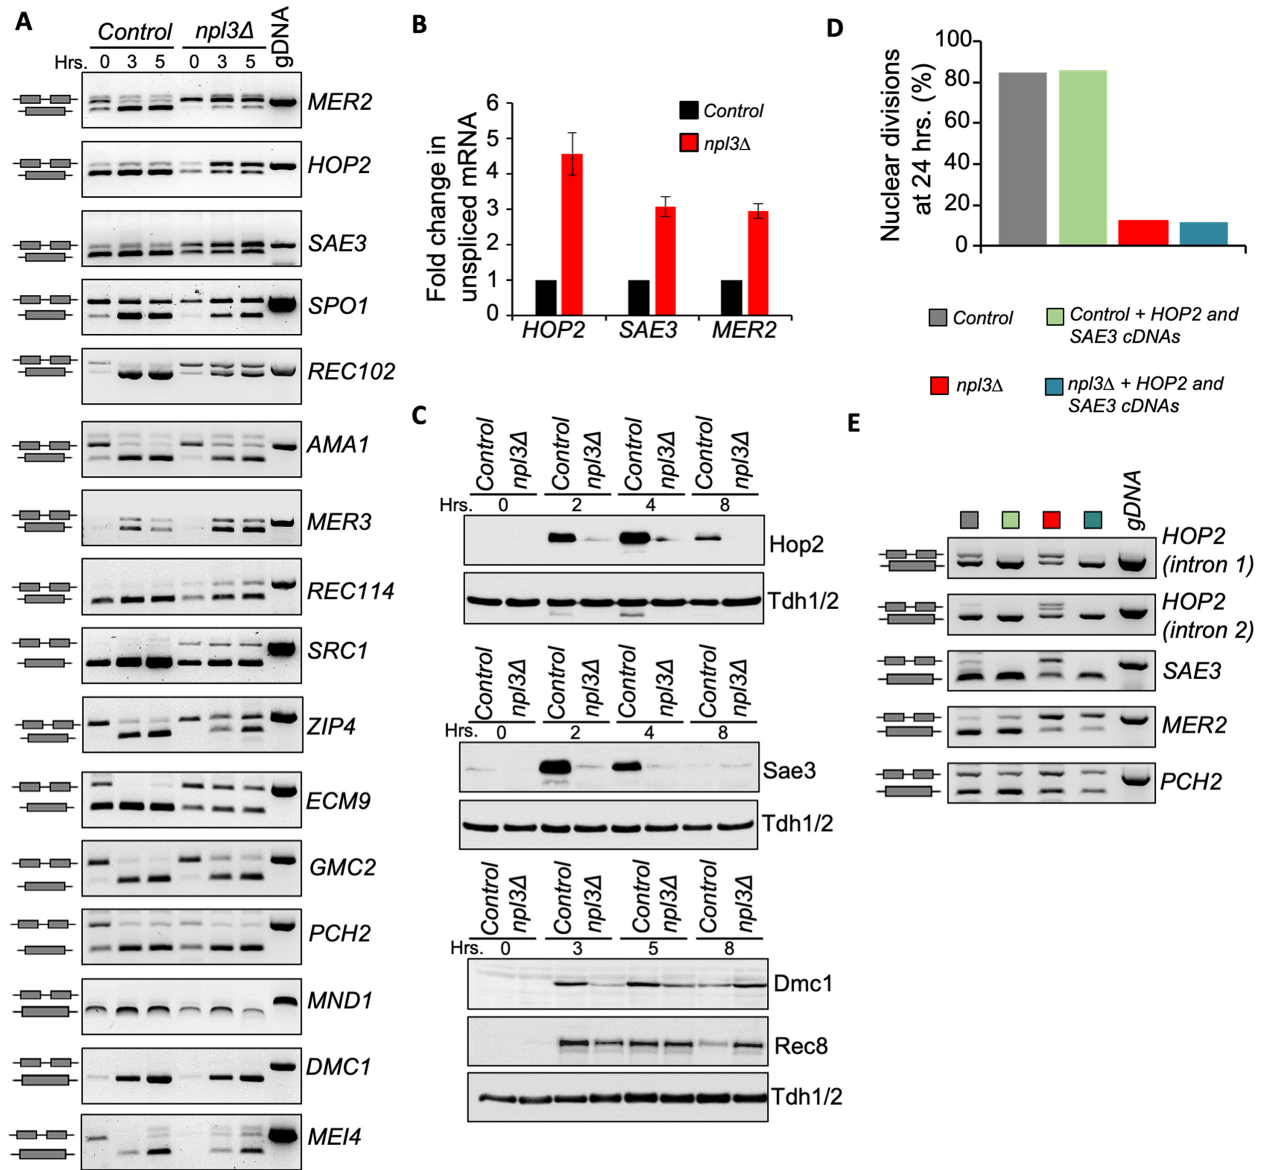 A
Control npl3Δ gDNA
Hrs. 0 3 5 0 3 5
MER2
HOP2
SAE3
SPO1
REC102
AMA1
MER3
REC114
SRC1
ZIP4
ECM9
GMC2
PCH2
MND1
DMC1
MEI4
B
Fold change in
unspliced mRNA
6
5
4
3
2
1
0
Control
npl3Δ
HOP2 SAE3 MER2
C
Control npl3Δ Control npl3Δ Control npl3Δ Control npl3Δ
Hrs. 0 2 4 8
Hop2
Tdh1/2
Control npl3Δ Control npl3Δ Control npl3Δ Control npl3Δ
Hrs. 0 2 4 8
Sae3
Tdh1/2
Control npl3Δ Control npl3Δ Control npl3Δ Control npl3Δ
Hrs. 0 3 5 8
Dmc1
Rec8
Tdh1/2
D
Nuclear divisions
at 24 hrs. (%)
100
80
60
40
20
0
Control
Control + HOP2 and
SAE3 cDNAs
npl3Δ
npl3Δ + HOP2 and
SAE3 cDNAs
E
gDNA
HOP2
(intron 1)
HOP2
(intron 2)
SAE3
MER2
PCH2